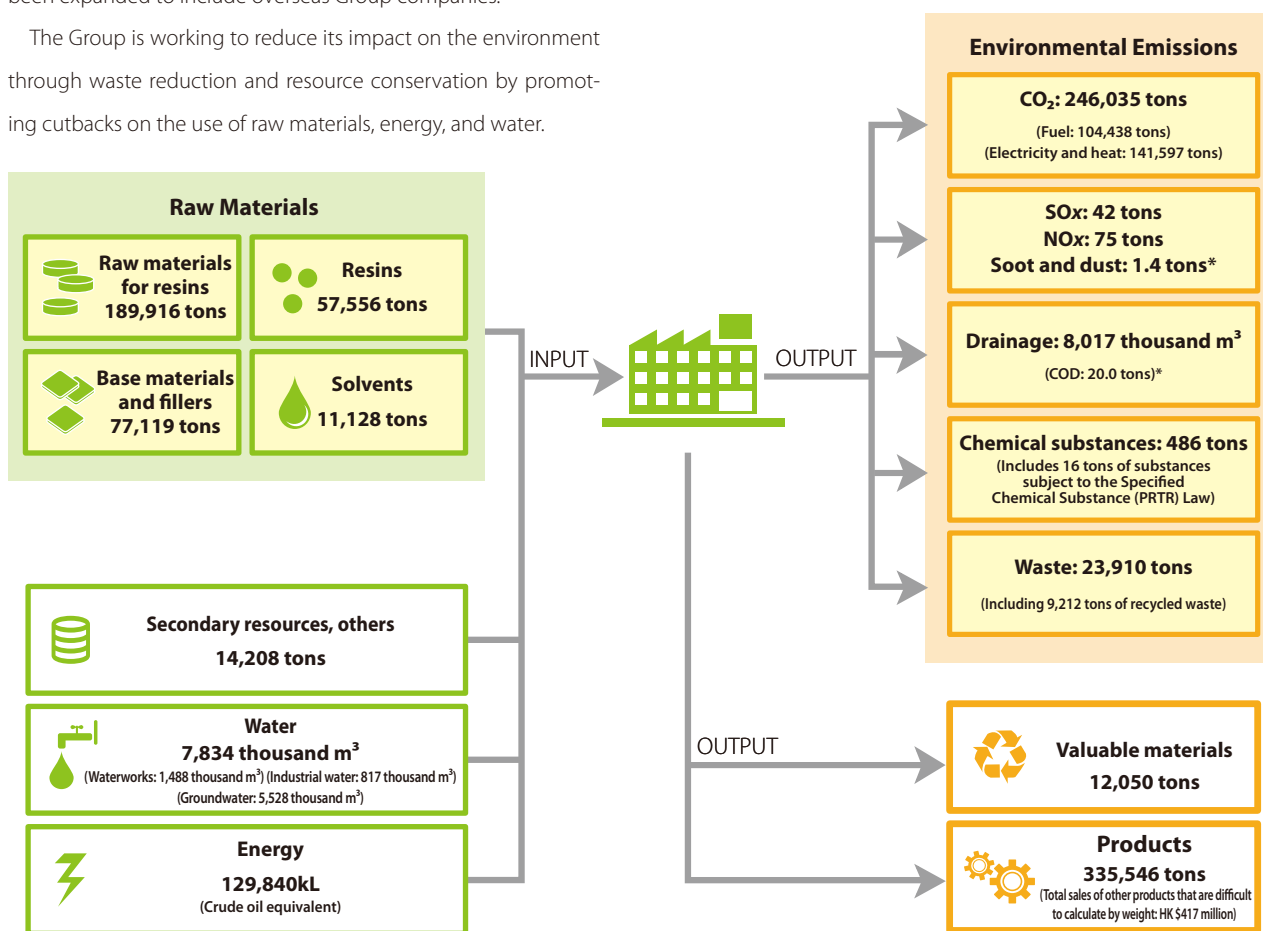 been expanded to include overseas Group companies.
The Group is working to reduce its impact on the environment
through waste reduction and resource conservation by promot-
ing cutbacks on the use of raw materials, energy, and water.
Raw Materials
Raw materials
for resins
189,916 tons
Resins
57,556 tons
Base materials
and fillers
77,119 tons
Solvents
11,128 tons
Secondary resources, others
14,208 tons
Water
7,834 thousand m³
(Waterworks: 1,488 thousand m³) (Industrial water: 817 thousand m³)
(Groundwater: 5,528 thousand m³)
Energy
129,840kL
(Crude oil equivalent)
INPUT
OUTPUT
Environmental Emissions
CO₂: 246,035 tons
(Fuel: 104,438 tons)
(Electricity and heat: 141,597 tons)
SOx: 42 tons
NOx: 75 tons
Soot and dust: 1.4 tons*
Drainage: 8,017 thousand m³
(COD: 20.0 tons)*
Chemical substances: 486 tons
(Includes 16 tons of substances
subject to the Specified
Chemical Substance (PRTR) Law)
Waste: 23,910 tons
(Including 9,212 tons of recycled waste)
OUTPUT
Valuable materials
12,050 tons
Products
335,546 tons
(Total sales of other products that are difficult
to calculate by weight: HK $417 million)